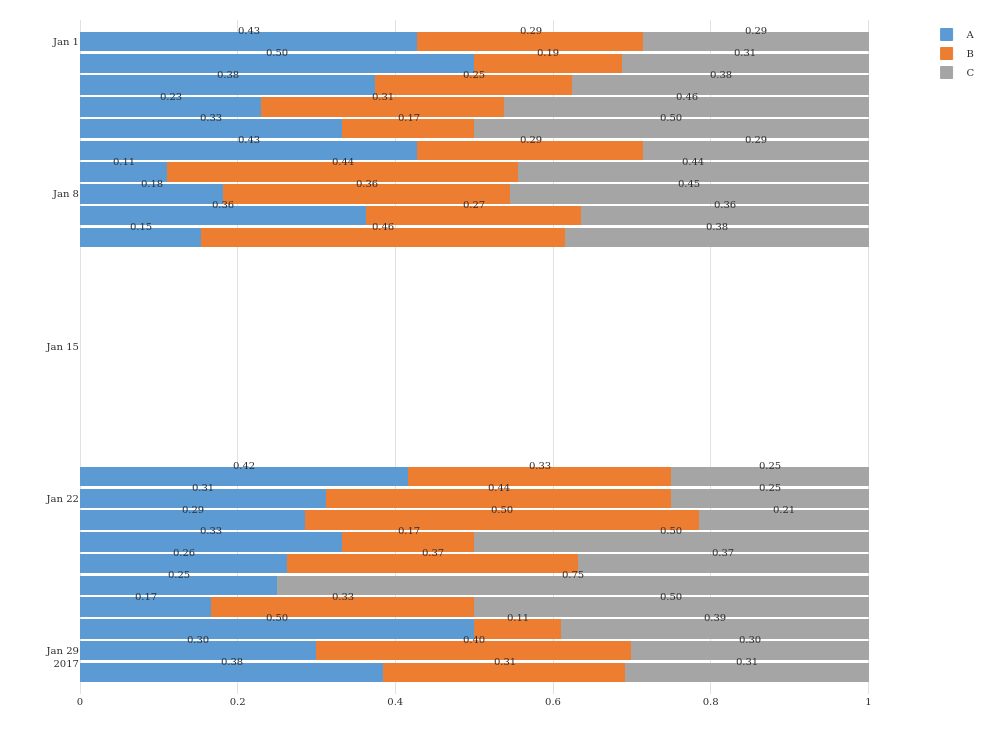 0.43 0.29 0.29
A
Jan 1
0.50 0.19 0.31
B
0.38 0.25 0.38
C
0.23 0.31 0.46
0.33 0.17 0.50
0.43 0.29 0.29
0.11 0.44 0.44
0.18 0.36 0.45
Jan 8
0.36 0.27 0.36
0.15 0.46 0.38
Jan 15
0.42 0.33 0.25
0.31 0.44 0.25
Jan 22
0.29 0.50 0.21
0.33 0.17 0.50
0.26 0.37 0.37
0.25 0.75
0.17 0.33 0.50
0.50 0.11 0.39
0.30 0.40 0.30
Jan 29
2017
0.38 0.31 0.31
0 0.2 0.4 0.6 0.8 1